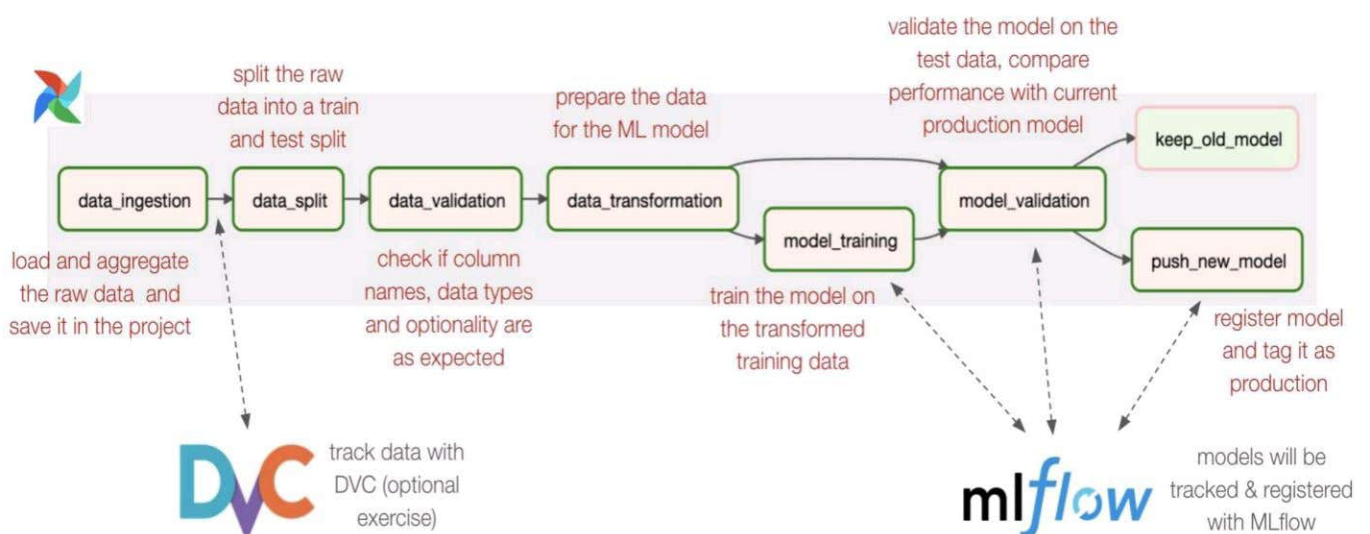 split the raw
data into a train
and test split
prepare the data
for the ML model
validate the model on the
test data, compare
performance with current
production model
keep_old_model
data_ingestion
data_split
data_validation
data_transformation
model_validation
model_training
push_new_model
load and aggregate
the raw data and
save it in the project
check if column
names, data types
and optionality are
as expected
train the model on
the transformed
training data
register model
and tag it as
production
DVC
track data with
DVC (optional
exercise)
mlflow
models will be
tracked & registered
with MLflow